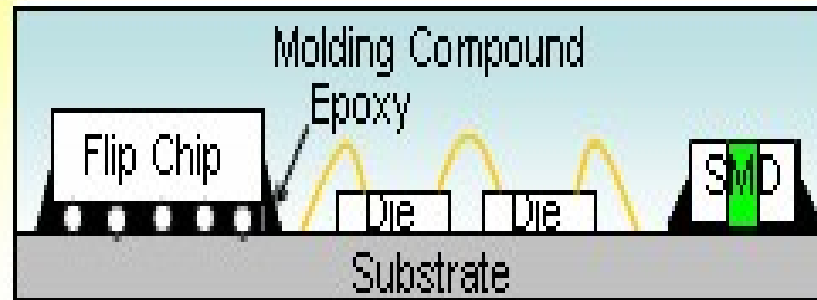 Molding Compound
Epoxy
Flip Chip
Die
Die
SMD
Substrate